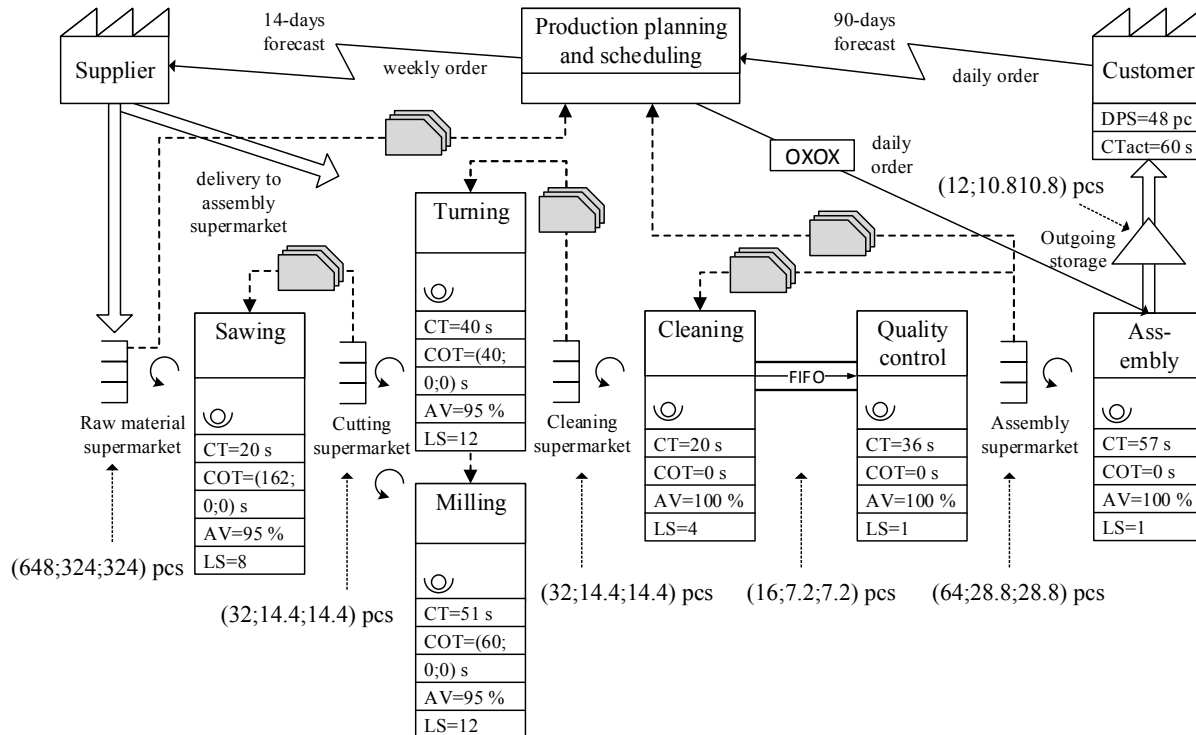 14-days
forecast
weekly order
Production planning
and scheduling
90-days
forecast
daily order
Supplier
Customer
DPS=48 pc
CTact=60 s
OXOX
daily
order
(12;10.810.8) pcs
delivery to
assembly
supermarket
Outgoing
storage
Turning
CT=40 s
COT=(40;
0;0) s
AV=95 %
LS=12
Sawing
CT=20 s
COT=(162;
0;0) s
AV=95 %
LS=8
Cleaning
CT=20 s
COT=0 s
AV=100 %
LS=4
FIFO
Quality
control
CT=36 s
COT=0 s
AV=100 %
LS=1
Ass-
embly
CT=57 s
COT=0 s
AV=100 %
LS=1
Raw material
supermarket
Cutting
supermarket
Cleaning
supermarket
Assembly
supermarket
Milling
CT=51 s
COT=(60;
0;0) s
AV=95 %
LS=12
(648;324;324) pcs
(32;14.4;14.4) pcs
(32;14.4;14.4) pcs
(16;7.2;7.2) pcs
(64;28.8;28.8) pcs